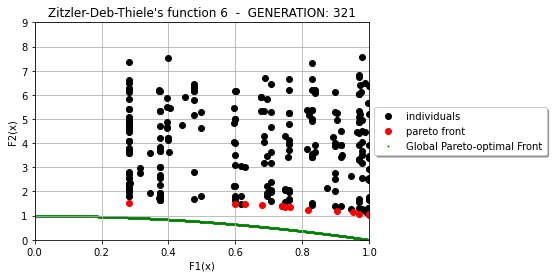 Zitzler-Deb-Thiele's function 6  -  GENERATION: 321
F2(x)
9
8
7
6
5
4
3
2
1
0
0.0 0.2 0.4 0.6 0.8 1.0
F1(x)
individuals
pareto front
Global Pareto-optimal Front